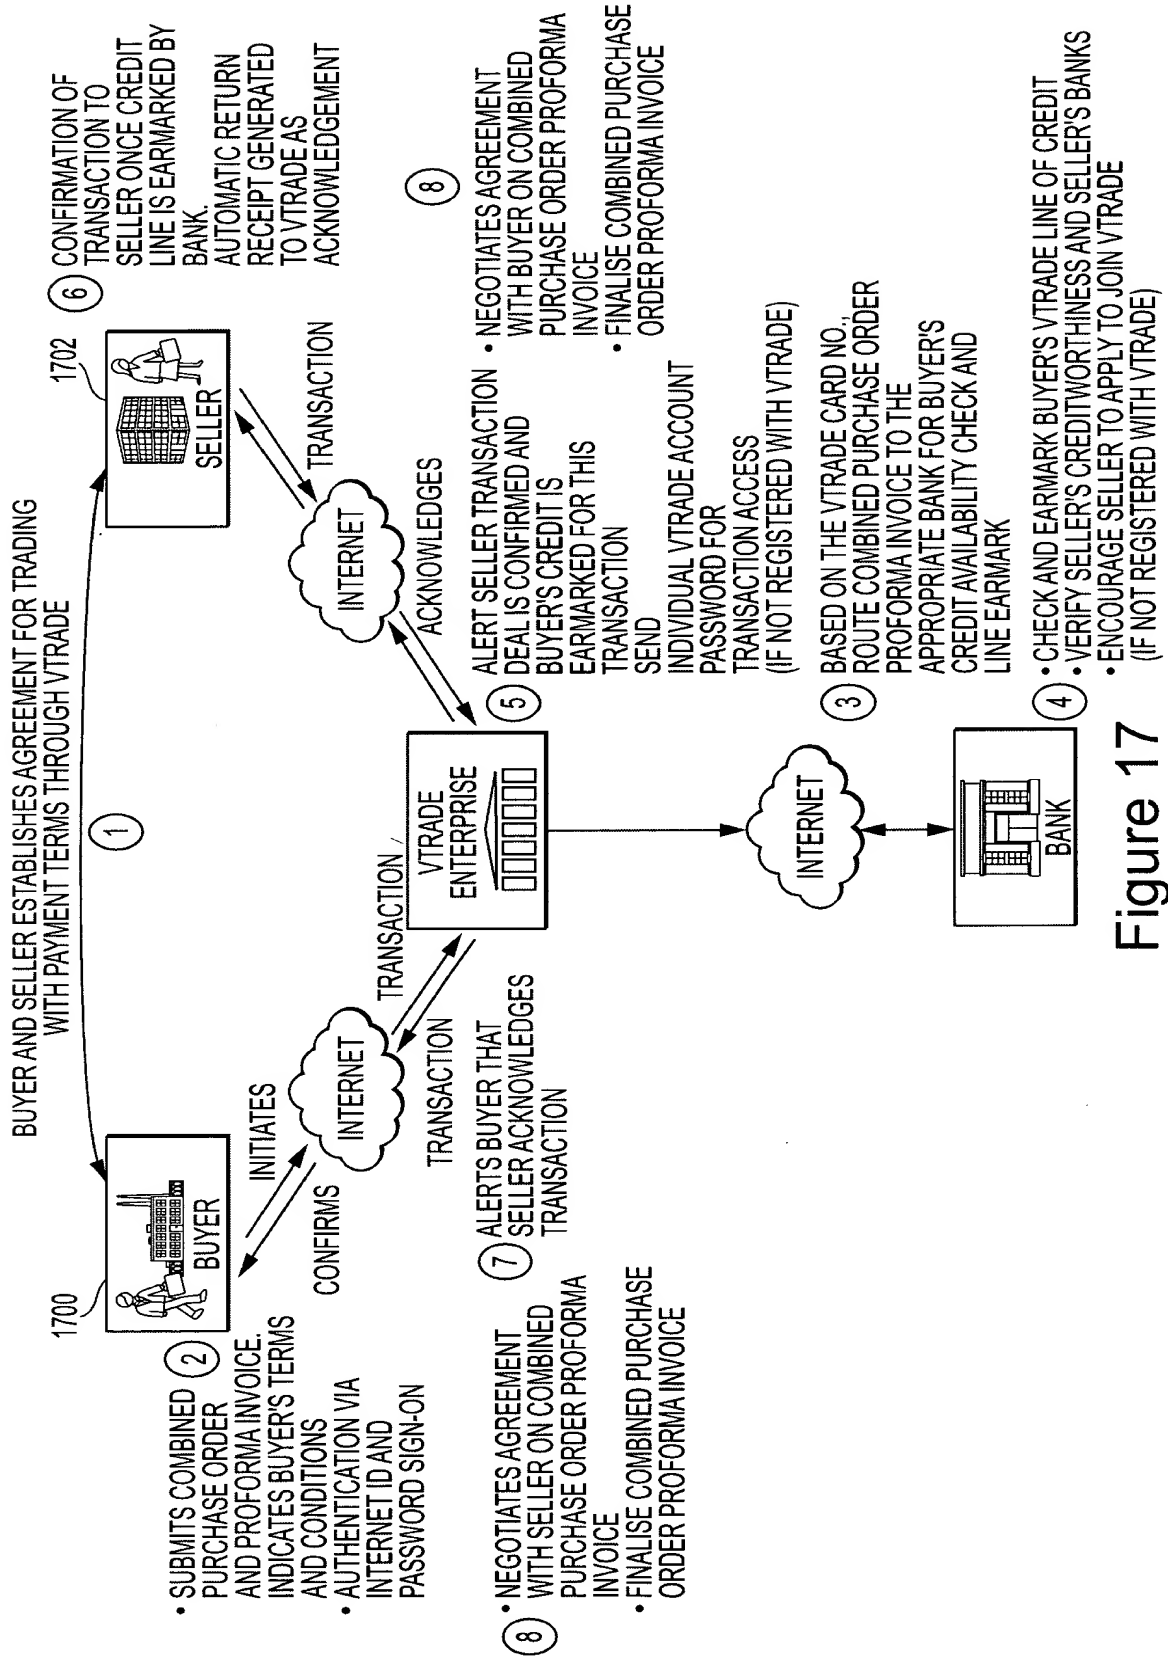 BUYER AND SELLER ESTABLISHES AGREEMENT FOR TRADING
WITH PAYMENT TERMS THROUGH VTRADE
1
1700
BUYER
1702
SELLER
2
• SUBMITS COMBINED
PURCHASE ORDER
AND PROFORMA INVOICE.
INDICATES BUYER'S TERMS
AND CONDITIONS
• AUTHENTICATION VIA
INTERNET ID AND
PASSWORD SIGN-ON
INITIATES
CONFIRMS
INTERNET
TRANSACTION
TRANSACTION
VTRADE
ENTERPRISE
INTERNET
TRANSACTION
ACKNOWLEDGES
6
CONFIRMATION OF
TRANSACTION TO
SELLER ONCE CREDIT
LINE IS EARMARKED BY
BANK.
AUTOMATIC RETURN
RECEIPT GENERATED
TO VTRADE AS
ACKNOWLEDGEMENT
8
• NEGOTIATES AGREEMENT
WITH SELLER ON COMBINED
PURCHASE ORDER PROFORMA
INVOICE
• FINALISE COMBINED PURCHASE
ORDER PROFORMA INVOICE
7
ALERTS BUYER THAT
SELLER ACKNOWLEDGES
TRANSACTION
5
ALERT SELLER TRANSACTION
DEAL IS CONFIRMED AND
BUYER'S CREDIT IS
EARMARKED FOR THIS
TRANSACTION
SEND
INDIVIDUAL VTRADE ACCOUNT
PASSWORD FOR
TRANSACTION ACCESS
(IF NOT REGISTERED WITH VTRADE)
8
• NEGOTIATES AGREEMENT
WITH BUYER ON COMBINED
PURCHASE ORDER PROFORMA
INVOICE
• FINALISE COMBINED PURCHASE
ORDER PROFORMA INVOICE
INTERNET
3
BASED ON THE VTRADE CARD NO.,
ROUTE COMBINED PURCHASE ORDER
PROFORMA INVOICE TO THE
APPROPRIATE BANK FOR BUYER'S
CREDIT AVAILABILITY CHECK AND
LINE EARMARK
BANK
4
• CHECK AND EARMARK BUYER'S VTRADE LINE OF CREDIT
• VERIFY SELLER'S CREDITWORTHINESS AND SELLER'S BANKS
• ENCOURAGE SELLER TO APPLY TO JOIN VTRADE
(IF NOT REGISTERED WITH VTRADE)
Figure 17